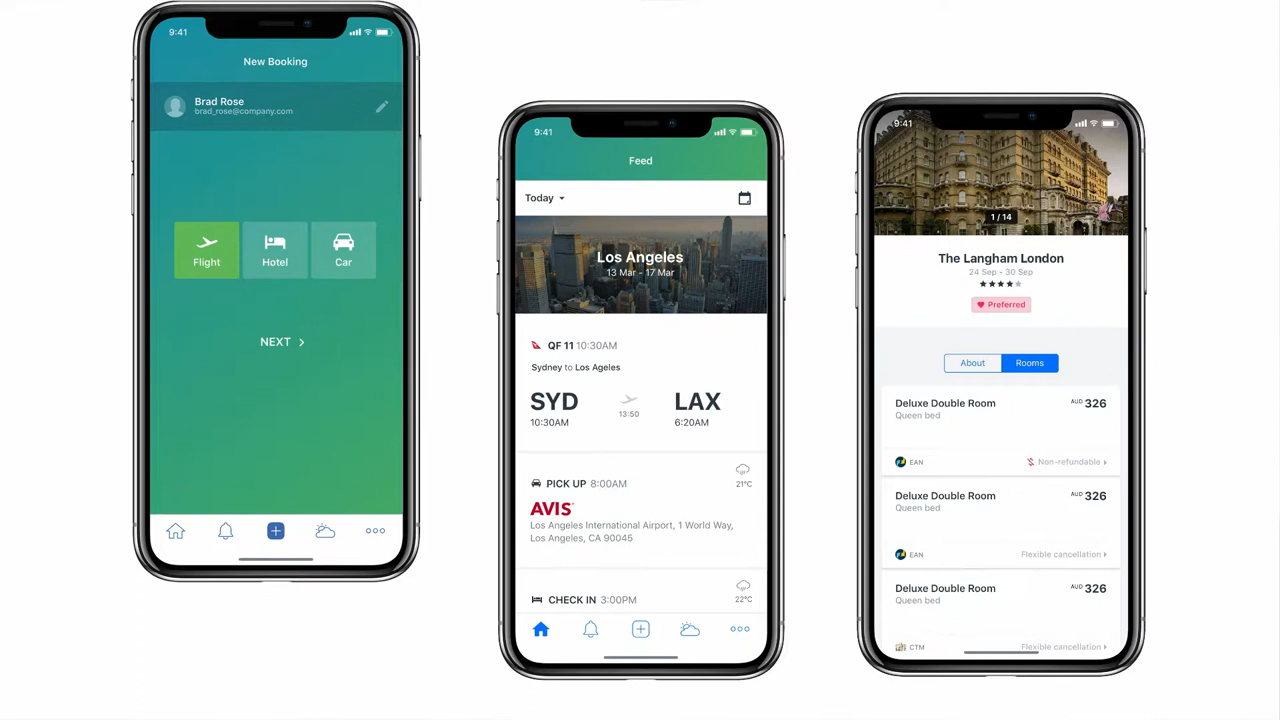 9:41
New Booking
Brad Rose
brad_rose@company.com
Flight
Hotel
Car
NEXT
9:41
Feed
Today
Los Angeles
13 Mar - 17 Mar
QF 11 10:30AM
Sydney to Los Ageles
SYD
13:50
LAX
10:30AM
6:20AM
PICK UP 8:00AM
21°C
AVIS
Los Angeles International Airport, 1 World Way,
Los Angeles, CA 90045
CHECK IN 3:00PM
22°C
9:41
1 / 14
The Langham London
24 Sep - 30 Sep
Preferred
About
Rooms
Deluxe Double Room
AUD 326
Queen bed
EAN
Non-refundable
Deluxe Double Room
AUD 326
Queen bed
EAN
Flexible cancellation
Deluxe Double Room
AUD 326
Queen bed
CTM
Flexible cancellation